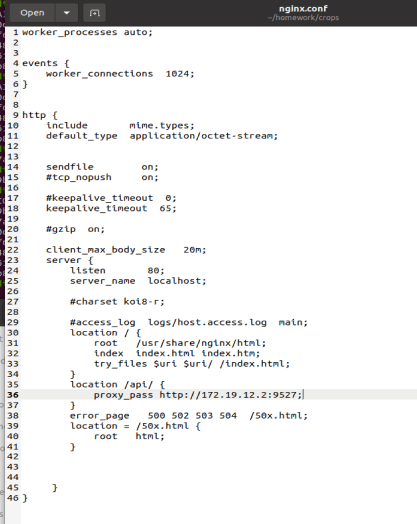 Open
nginx.conf
~/homework/crops
1 worker_processes auto;
2
3
4 events {
5     worker_connections  1024;
6 }
7
8
9 http {
10     include       mime.types;
11     default_type  application/octet-stream;
12
13
14     sendfile        on;
15     #tcp_nopush     on;
16
17     #keepalive_timeout  0;
18     keepalive_timeout  65;
19
20     #gzip  on;
21
22     client_max_body_size   20m;
23     server {
24         listen       80;
25         server_name  localhost;
26
27         #charset koi8-r;
28
29         #access_log  logs/host.access.log  main;
30         location / {
31             root   /usr/share/nginx/html;
32             index  index.html index.htm;
33             try_files $uri $uri/ /index.html;
34         }
35         location /api/ {
36             proxy_pass http://172.19.12.2:9527;
37         }
38         error_page   500 502 503 504  /50x.html;
39         location = /50x.html {
40             root   html;
41         }
42
43
44
45      }
46 }